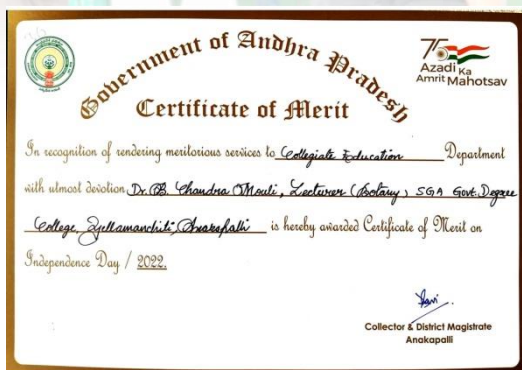 Government of Andhra Pradesh
75
Azadi Ka
Amrit Mahotsav
Certificate of Merit
In recognition of rendering meritorious services to Collegiate Education Department
with utmost devotion Dr. B. Chandra Mouli, Lecturer (Botany) SGA Govt. Degree
College, Yellamanchili, Anakapalli is hereby awarded Certificate of Merit on
Independence Day / 2022.
Collector & District Magistrate
Anakapalli